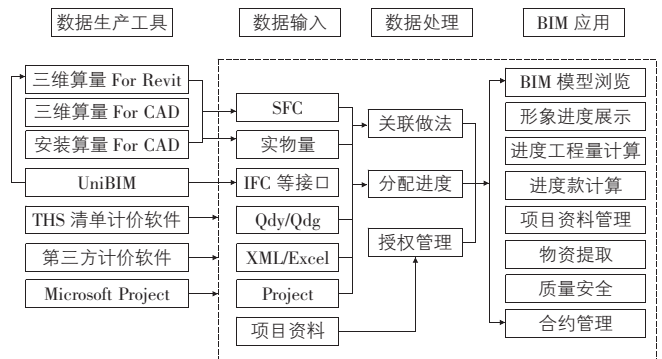 数据生产工具
数据输入
数据处理
BIM 应用
三维算量 For Revit
三维算量 For CAD
安装算量 For CAD
UniBIM
THS 清单计价软件
第三方计价软件
Microsoft Project
SFC
实物量
IFC 等接口
Qdy/Qdg
XML/Excel
Project
项目资料
关联做法
分配进度
授权管理
BIM 模型浏览
形象进度展示
进度工程量计算
进度款计算
项目资料管理
物资提取
质量安全
合约管理